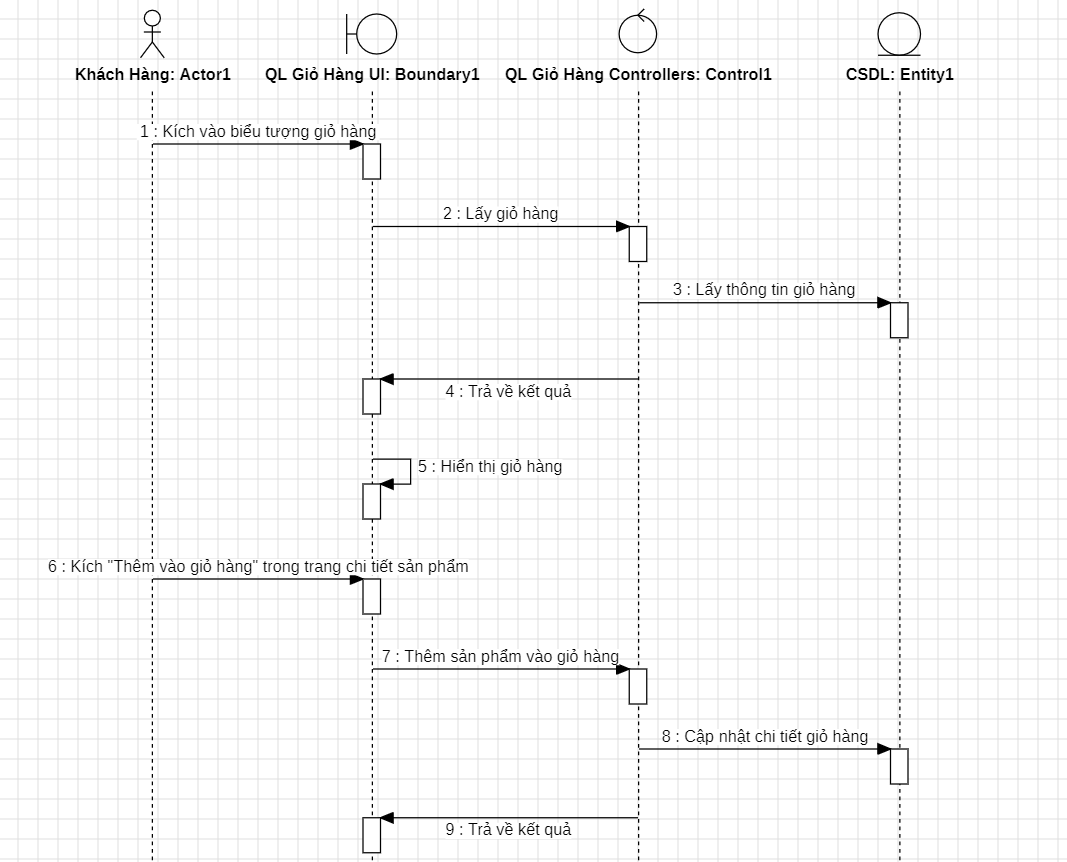 Khách Hàng: Actor1
QL Giỏ Hàng UI: Boundary1
QL Giỏ Hàng Controllers: Control1
CSDL: Entity1
1 : Kích vào biểu tượng giỏ hàng
2 : Lấy giỏ hàng
3 : Lấy thông tin giỏ hàng
4 : Trả về kết quả
5 : Hiển thị giỏ hàng
6 : Kích "Thêm vào giỏ hàng" trong trang chi tiết sản phẩm
7 : Thêm sản phẩm vào giỏ hàng
8 : Cập nhật chi tiết giỏ hàng
9 : Trả về kết quả